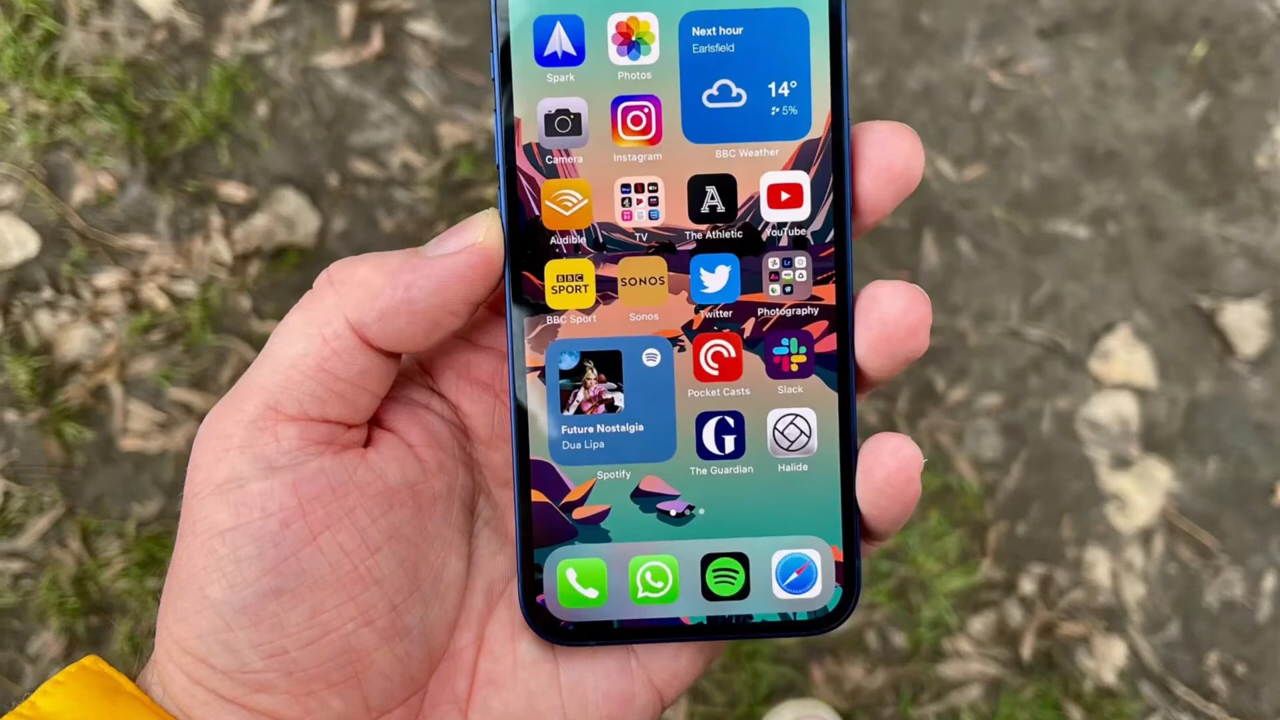 Spark
Photos
Next hour
Earlsfield
14°
5%
Camera
Instagram
BBC Weather
Audible
TV
A
The Athletic
YouTube
BBC
SPORT
SONOS
BBC Sport
Sonos
Twitter
Lr
Photography
Future Nostalgia
Dua Lipa
Spotify
Pocket Casts
Slack
G
The Guardian
Halide